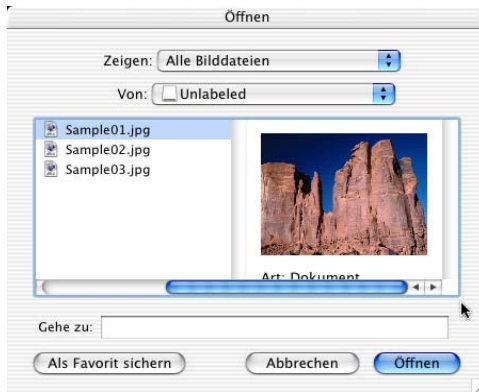 Öffnen
Zeigen: Alle Bilddateien
Von: Unlabeled
Sample01.jpg
Sample02.jpg
Sample03.jpg
Art: Dokument
Gehe zu:
Als Favorit sichern Abbrechen Öffnen